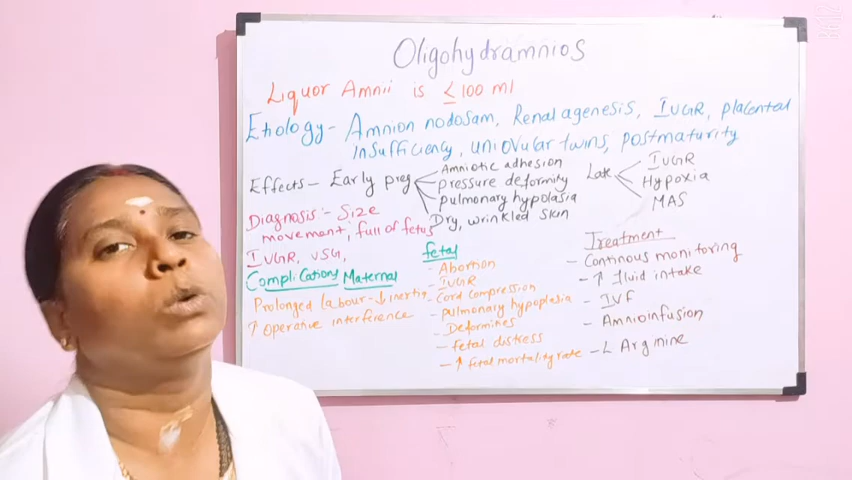 Oligohydramnios
Liquor Amnii is ≤100 ml
Etiology- Amnion nodosam, Renal agenesis, IUGR, placental
insufficiency, uniovular twins, postmaturity
Effects - Early preg
Amniotic adhesion
pressure deformity
pulmonary hypolasia
Dry, wrinkled skin
Late
IUGR
Hypoxia
MAS
Diagnosis:- Size
movement, full of fetus
IUGR, USG,
Complications Maternal
Prolonged labour-↓ inertia
↑ Operative interference
fetal
- Abortion
- IUGR
- Cord compression
- pulmonary hypoplasia
- Deformities
- fetal distress
- ↑ fetal mortality rate
Treatment
- Continous monitoring
- ↑ fluid intake
- IVF
- Amnioinfusion
- L Arginine